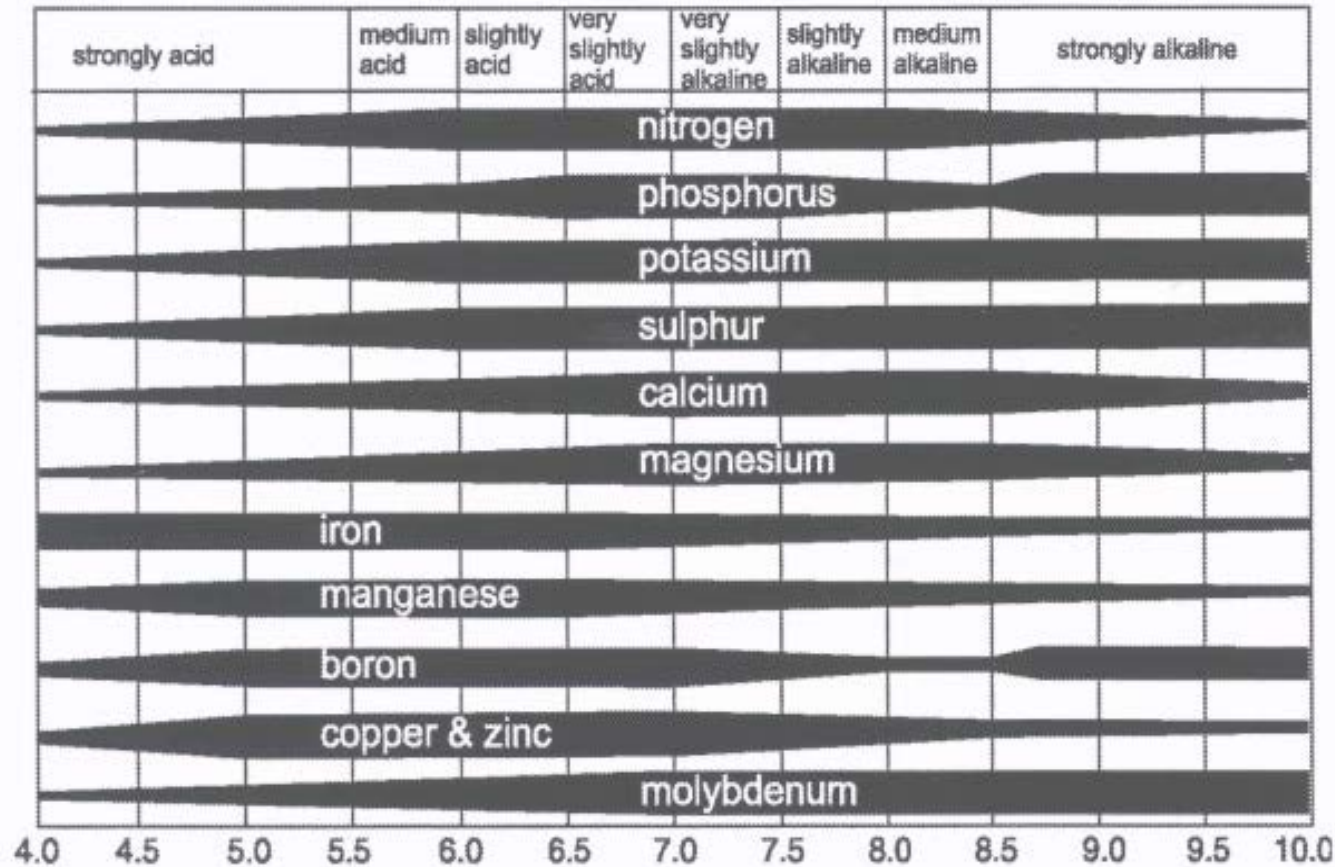 strongly acid
medium
acid
slightly
acid
very
slightly
acid
very
slightly
alkaline
slightly
alkaline
medium
alkaline
strongly alkaline
nitrogen
phosphorus
potassium
sulphur
calcium
magnesium
iron
manganese
boron
copper & zinc
molybdenum
4.0 4.5 5.0 5.5 6.0 6.5 7.0 7.5 8.0 8.5 9.0 9.5 10.0